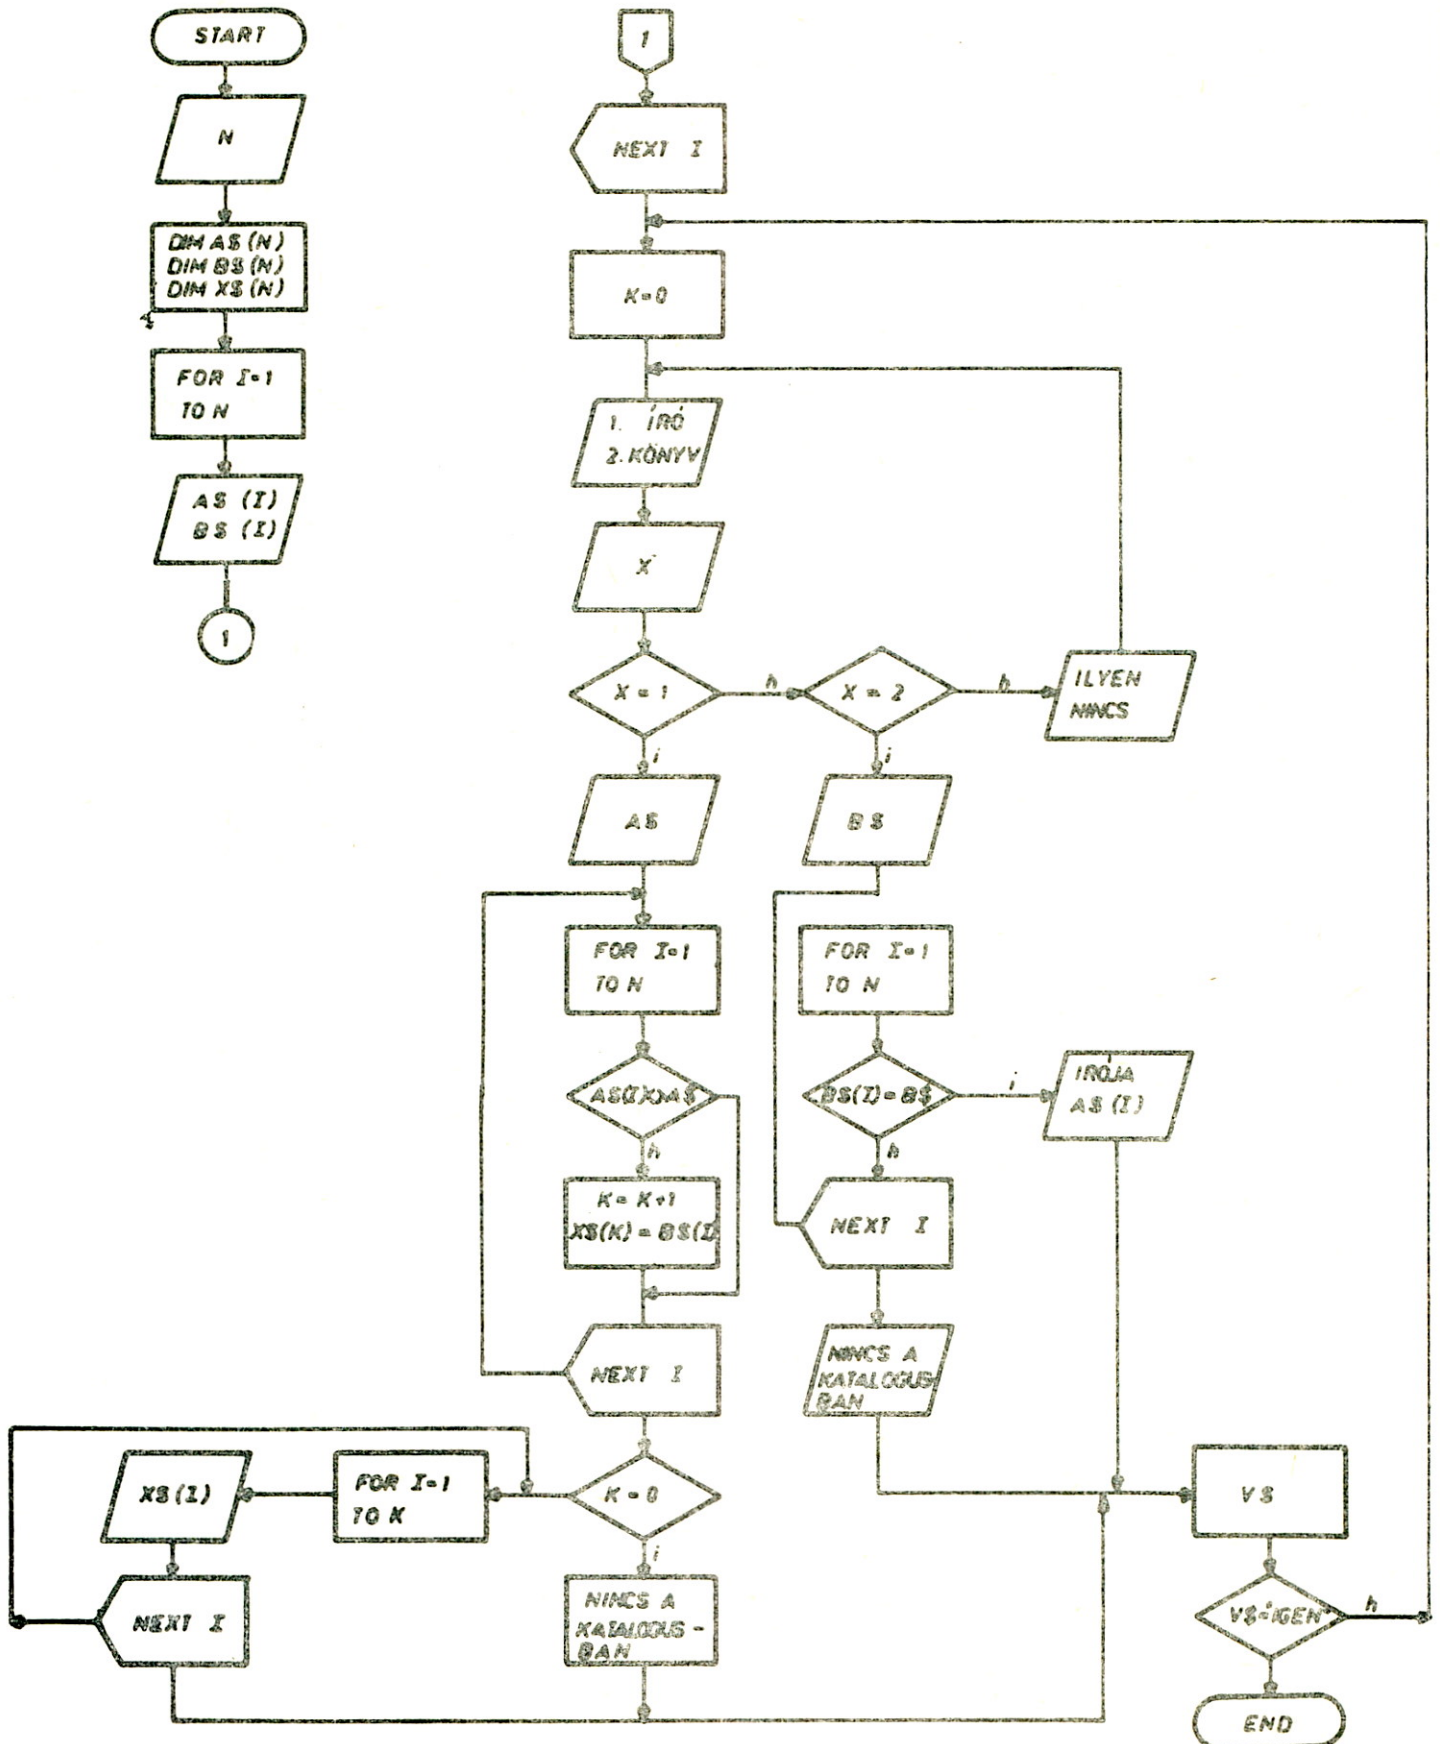 START
N
DIM A$(N)
DIM B$(N)
DIM X$(N)
FOR I=1
TO N
A$ (I)
B$ (I)
1
1
NEXT I
K=0
1. ÍRÓ
2. KÖNYV
X
X = 1
h
X = 2
h
ILYEN
NINCS
i
i
A$
B$
FOR I=1
TO N
FOR I=1
TO N
A$(I)<>A$
B$(I)=B$
i
ÍRÓJA
A$ (I)
h
h
K= K+1
X$(K)=B$(I)
NEXT I
NEXT I
NINCS A
KATALOGUS-
BAN
K=0
FOR I=1
TO K
X$(I)
V$
i
NEXT I
NINCS A
KATALOGUS-
BAN
V$="IGEN"
h
END